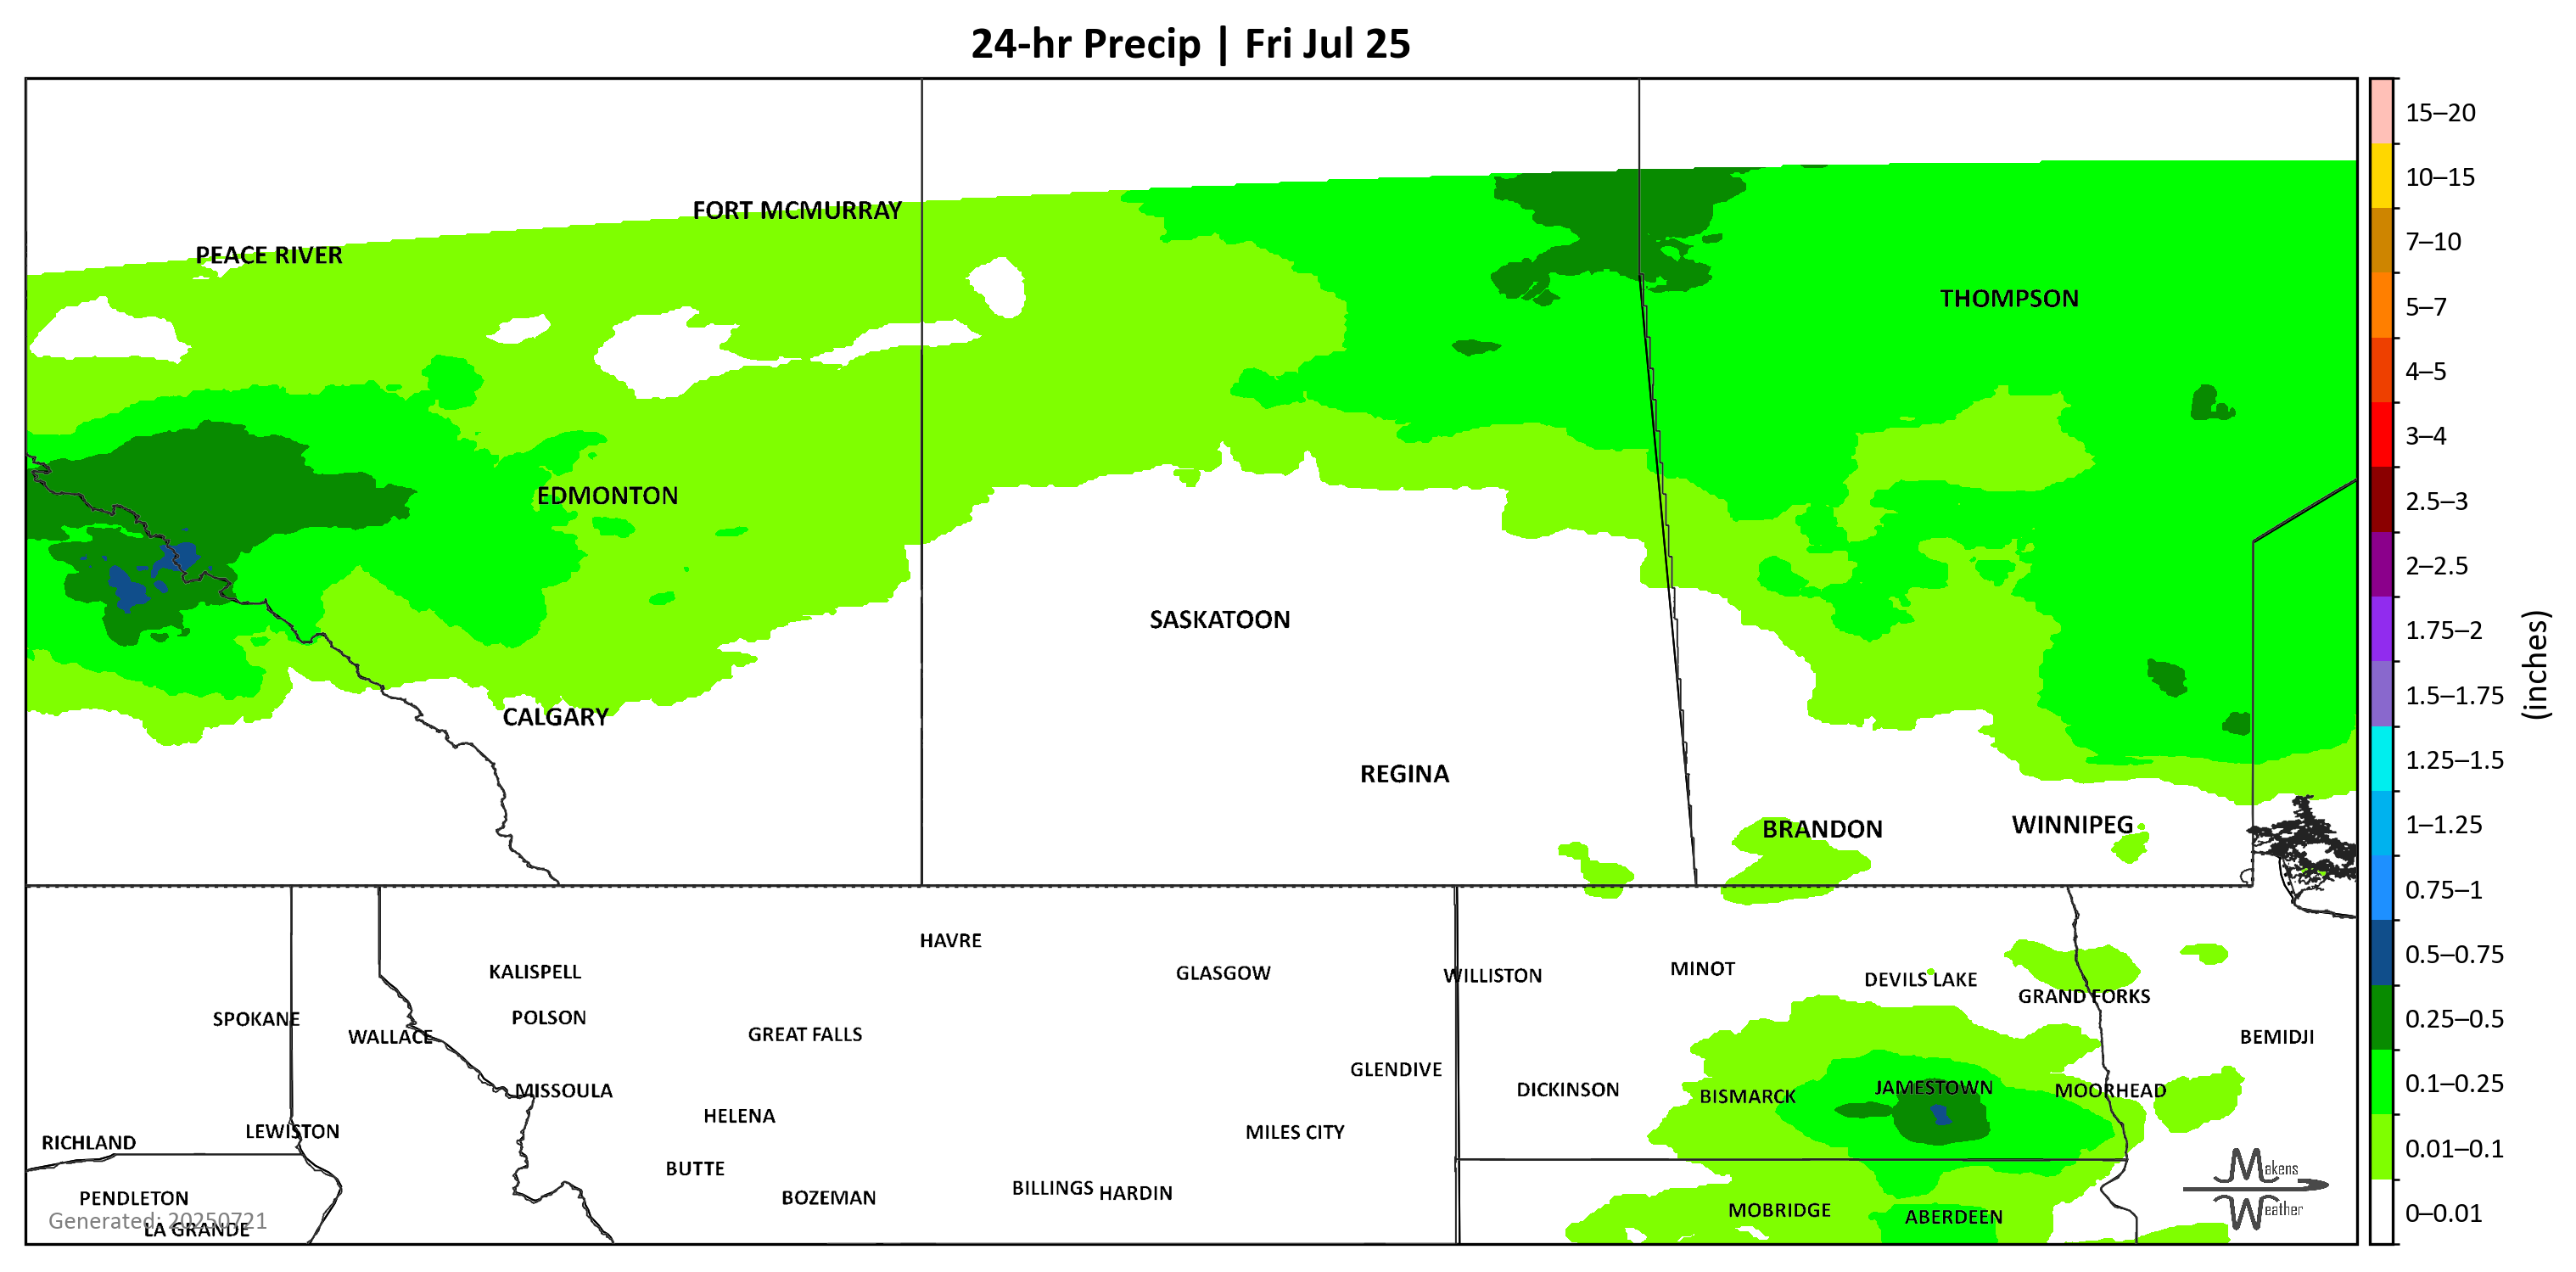 24-hr Precip | Fri Jul 25
15–20
10–15
7–10
5–7
4–5
3–4
2.5–3
2–2.5
1.75–2
1.5–1.75
1.25–1.5
1–1.25
0.75–1
0.5–0.75
0.25–0.5
0.1–0.25
0.01–0.1
0–0.01
(inches)
FORT MCMURRAY
PEACE RIVER
THOMPSON
EDMONTON
SASKATOON
CALGARY
REGINA
BRANDON
WINNIPEG
HAVRE
KALISPELL
GLASGOW
WILLISTON
MINOT
DEVILS LAKE
GRAND FORKS
SPOKANE
POLSON
WALLACE
GREAT FALLS
BEMIDJI
GLENDIVE
MISSOULA
DICKINSON
BISMARCK
JAMESTOWN
MOORHEAD
HELENA
LEWISTON
MILES CITY
RICHLAND
BUTTE
BILLINGS
HARDIN
PENDLETON
BOZEMAN
MOBRIDGE
ABERDEEN
Generated: 20250721
LA GRANDE
Makens
Weather